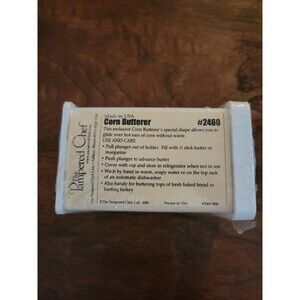 The
Pampered Chef
Made in USA
Corn Butterer #2460
This exclusive Corn Butterer's special shape allows you to
glide over hot ears of corn without waste.
USE AND CARE
• Pull plunger out of holder. Fill with ½ stick butter or
margarine
• Push plunger to advance butter
• Cover with cap and store in refrigerator when not in use
• Wash by hand in warm, soapy water or on the top rack
of an automatic dishwasher
• Also handy for buttering tops of fresh baked bread or
basting turkey
©The Pampered Chef, Ltd.,
Printed in USA